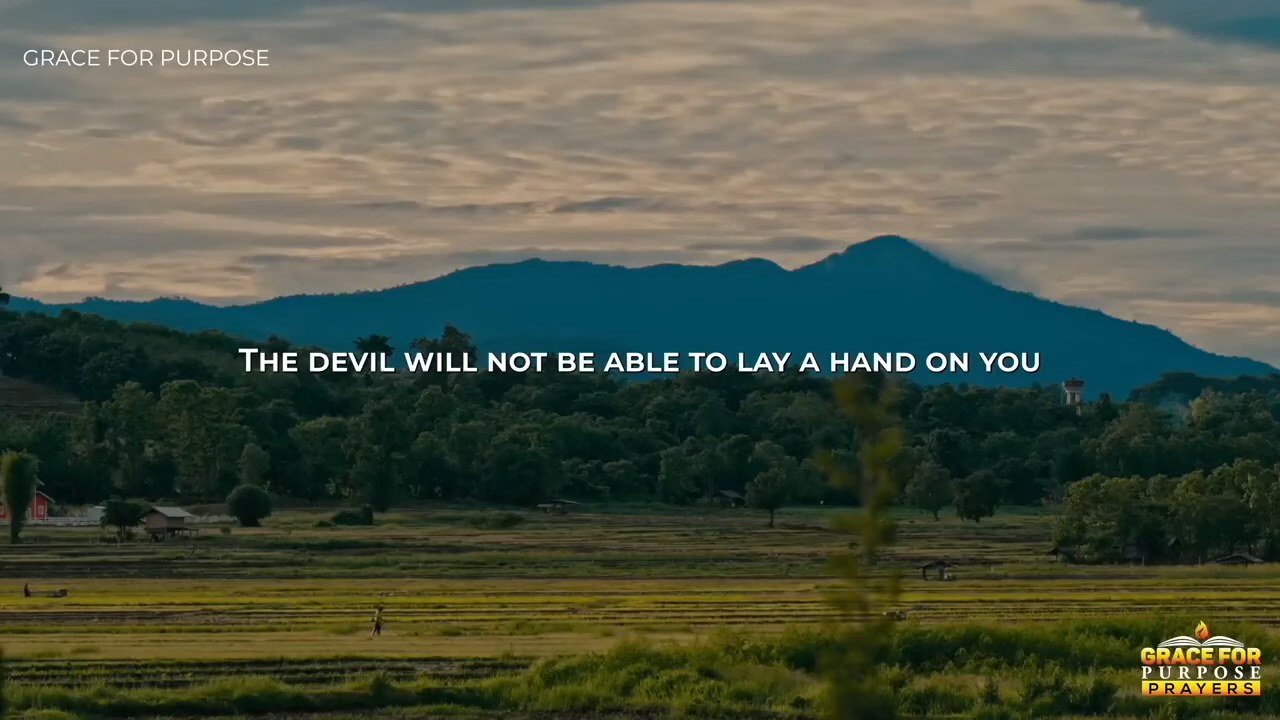 GRACE FOR PURPOSE
THE DEVIL WILL NOT BE ABLE TO LAY A HAND ON YOU
GRACE FOR
PURPOSE
PRAYERS